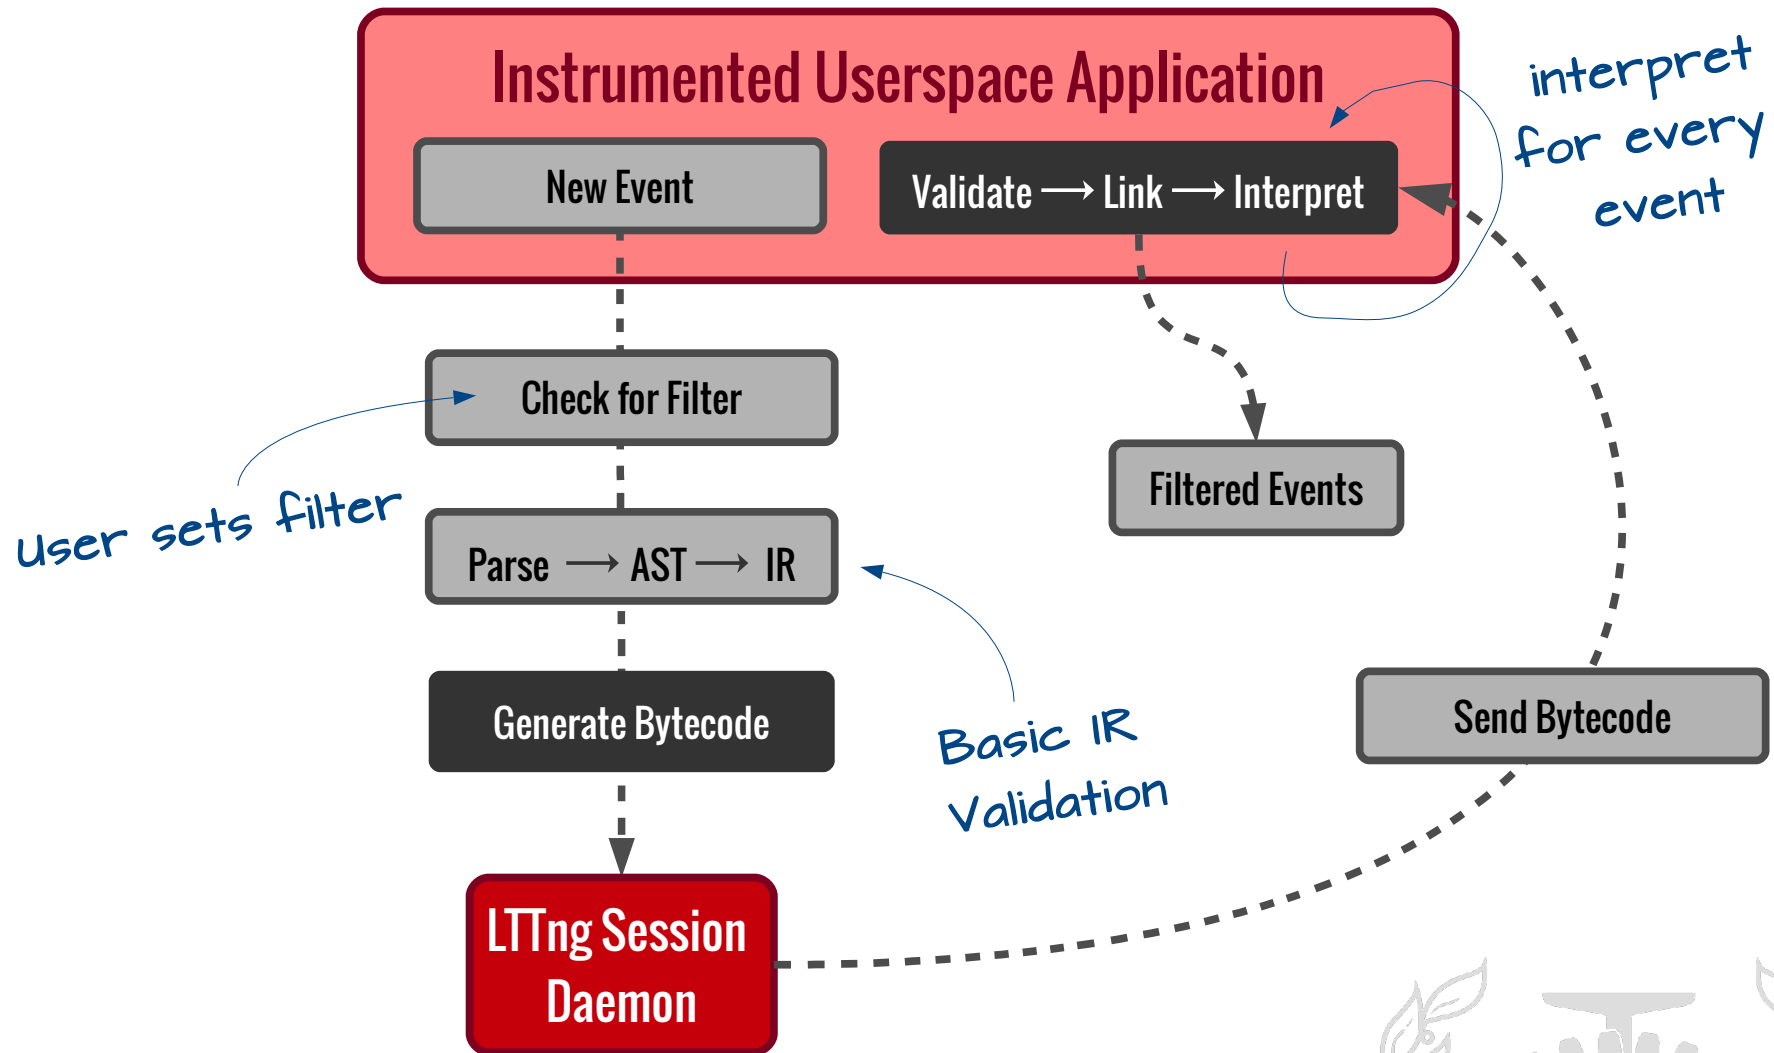 Instrumented Userspace Application
New Event
Validate → Link → Interpret
interpret
for every
event
Check for Filter
user sets filter
Filtered Events
Parse → AST → IR
Generate Bytecode
Basic IR
Validation
Send Bytecode
LTTng Session
Daemon